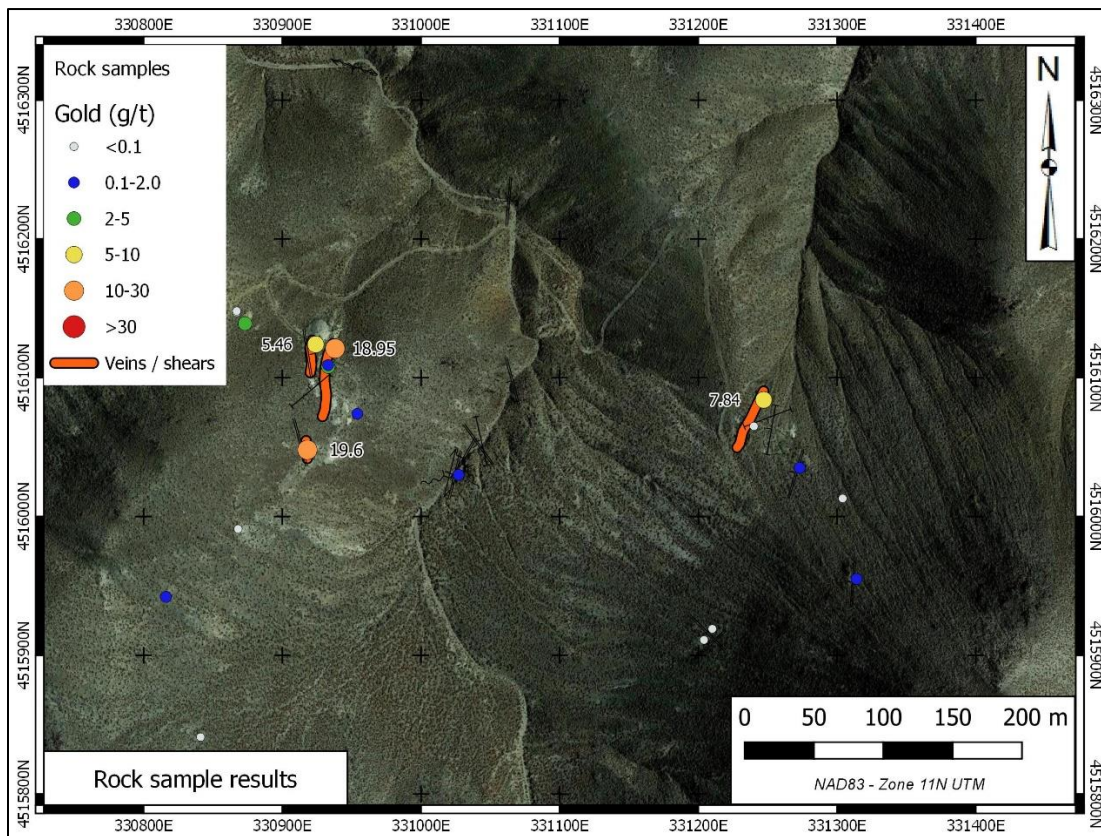 330800E 330900E 331000E 331100E 331200E 331300E 331400E
Rock samples
Gold (g/t)
<0.1
0.1-2.0
2-5
5-10
10-30
>30
Veins / shears
N
4516300N 4516300N
4516200N 4516200N
4516100N 4516100N
4516000N 4516000N
4515900N 4515900N
4515800N 4515800N
5.46
18.95
7.84
19.6
0 50 100 150 200 m
NAD83 - Zone 11N UTM
Rock sample results
330800E 330900E 331000E 331100E 331200E 331300E 331400E